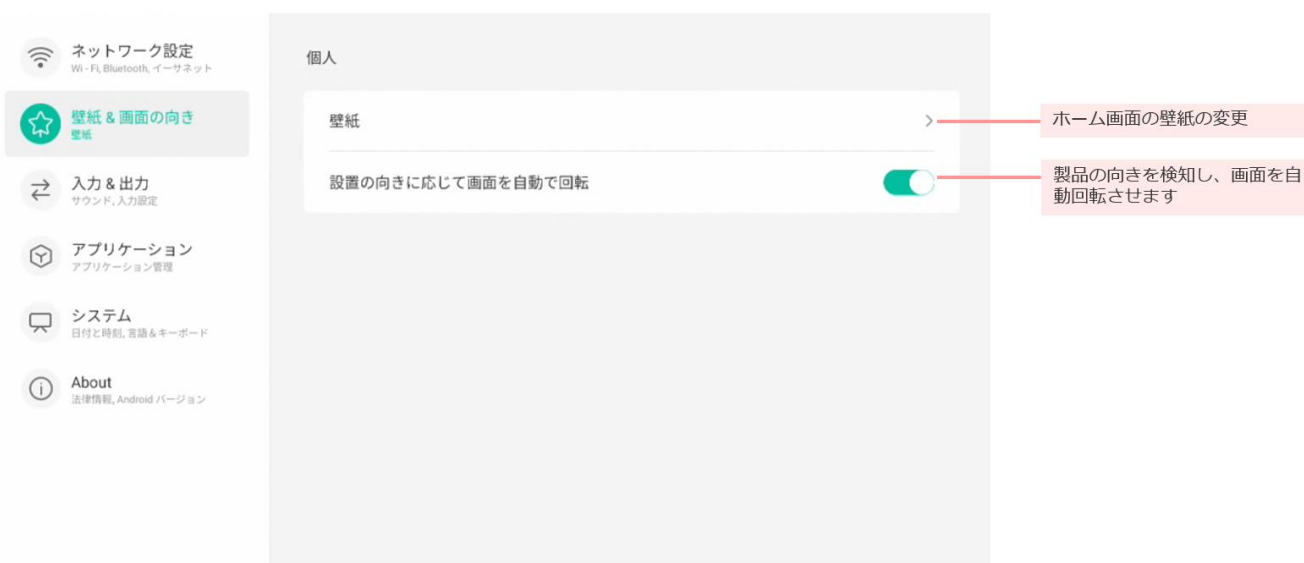 ネットワーク設定
Wi-Fi, Bluetooth, イーサネット
壁紙 & 画面の向き
壁紙
入力 & 出力
サウンド, 入力設定
アプリケーション
アプリケーション管理
システム
日付と時刻, 言語 & キーボード
About
法律情報, Android バージョン
個人
壁紙
設置の向きに応じて画面を自動で回転
ホーム画面の壁紙の変更
製品の向きを検知し、画面を自
動回転させます